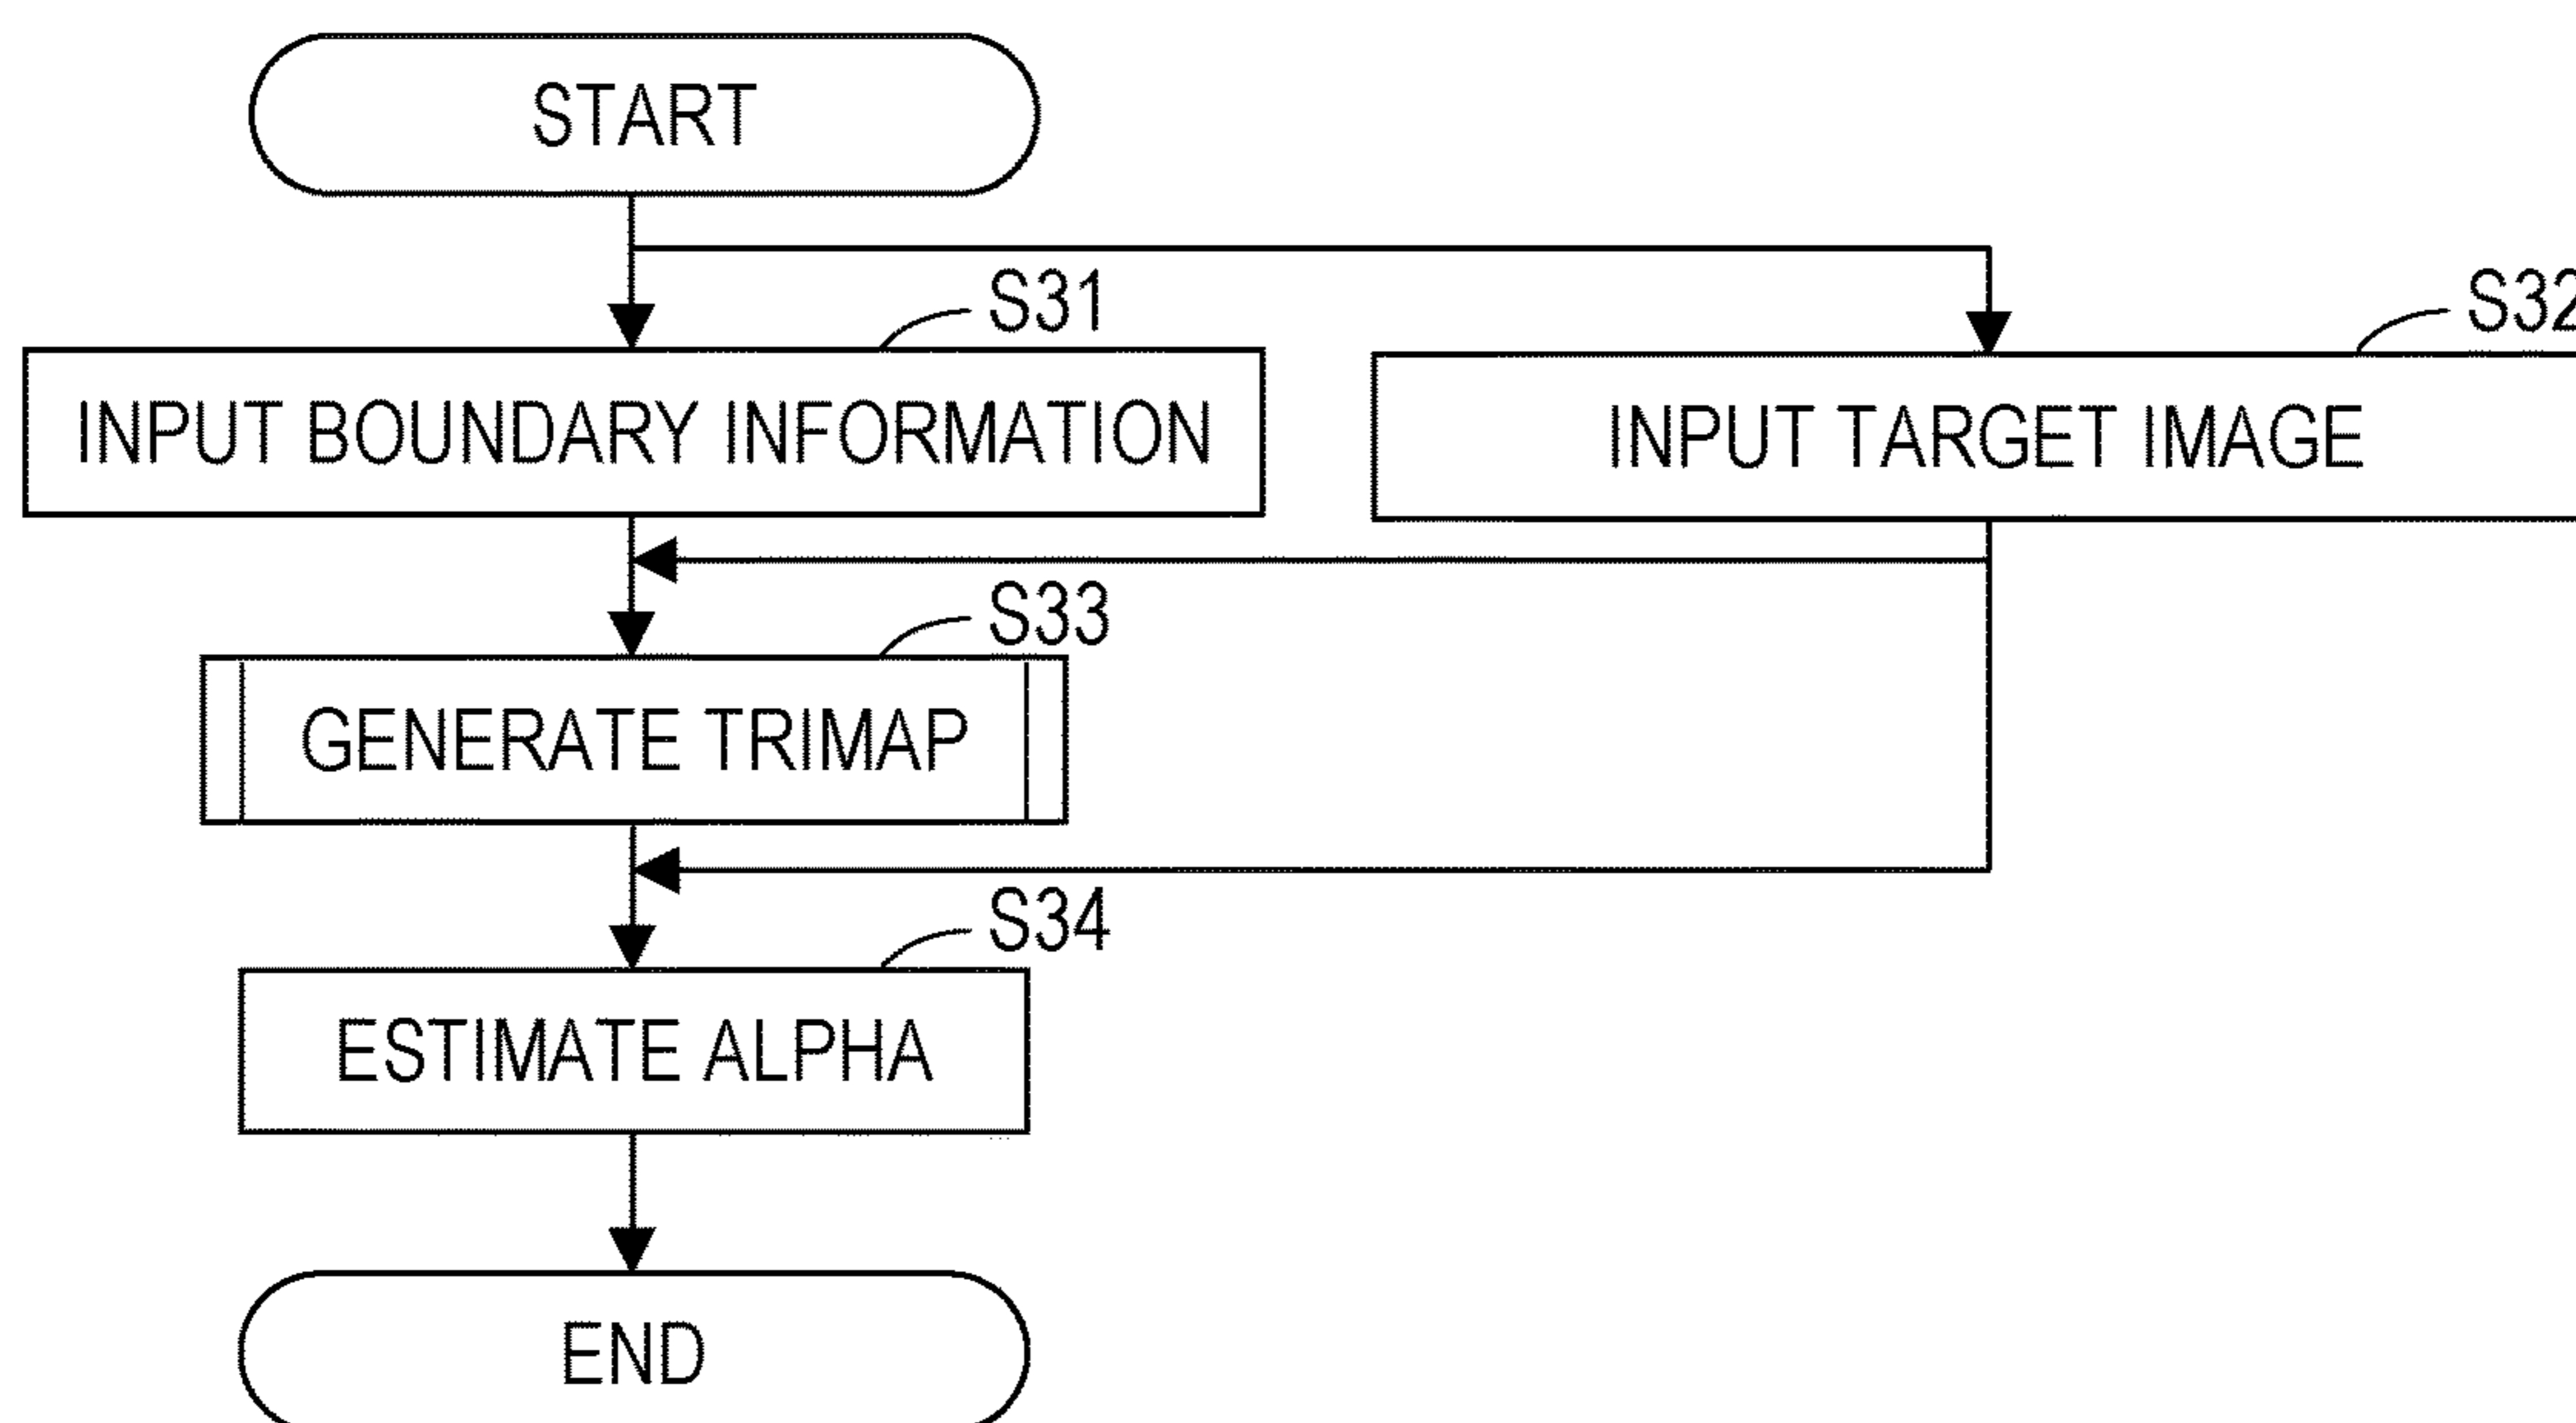 START
S31
S32
INPUT BOUNDARY INFORMATION
INPUT TARGET IMAGE
S33
GENERATE TRIMAP
S34
ESTIMATE ALPHA
END